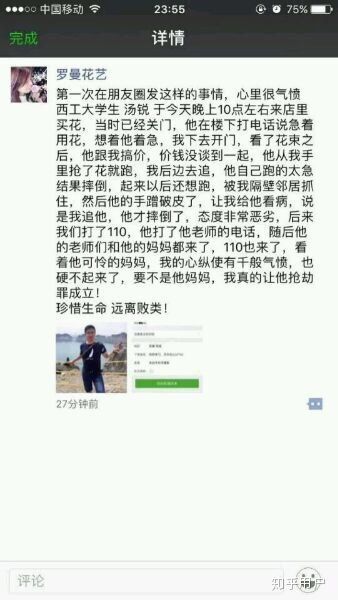 中国移动 23:55 75%
完成 详情
罗曼花艺
第一次在朋友圈发这样的事情，心里很气愤
西工大学生 汤锐 于今天晚上10点左右来店里
买花，当时已经关门，他在楼下打电话说急着
用花，想着他着急，我下去开门，看了花束之
后，他跟我搞价，价钱没谈到一起，他从我手
里抢了花就跑，我后边去追，他自己跑的太急
结果摔倒，起来以后还想跑，被我隔壁邻居抓
住，然后他的手蹭破皮了，让我给他看病，说
是我追他，他才摔倒了，态度非常恶劣，后来
我们打了110，他打了他老师的电话，随后他
的老师们和他的妈妈都来了，110也来了，看
着他可怜的妈妈，我的心纵使有千般气愤，也
硬不起来了，要不是他妈妈，我真的让他抢劫
罪成立！
珍惜生命 远离败类！
27分钟前
评论
知乎用户